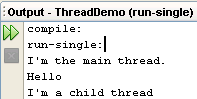 Output - ThreadDemo (run-single)
compile:
run-single:
I'm the main thread.
Hello
I'm a child thread